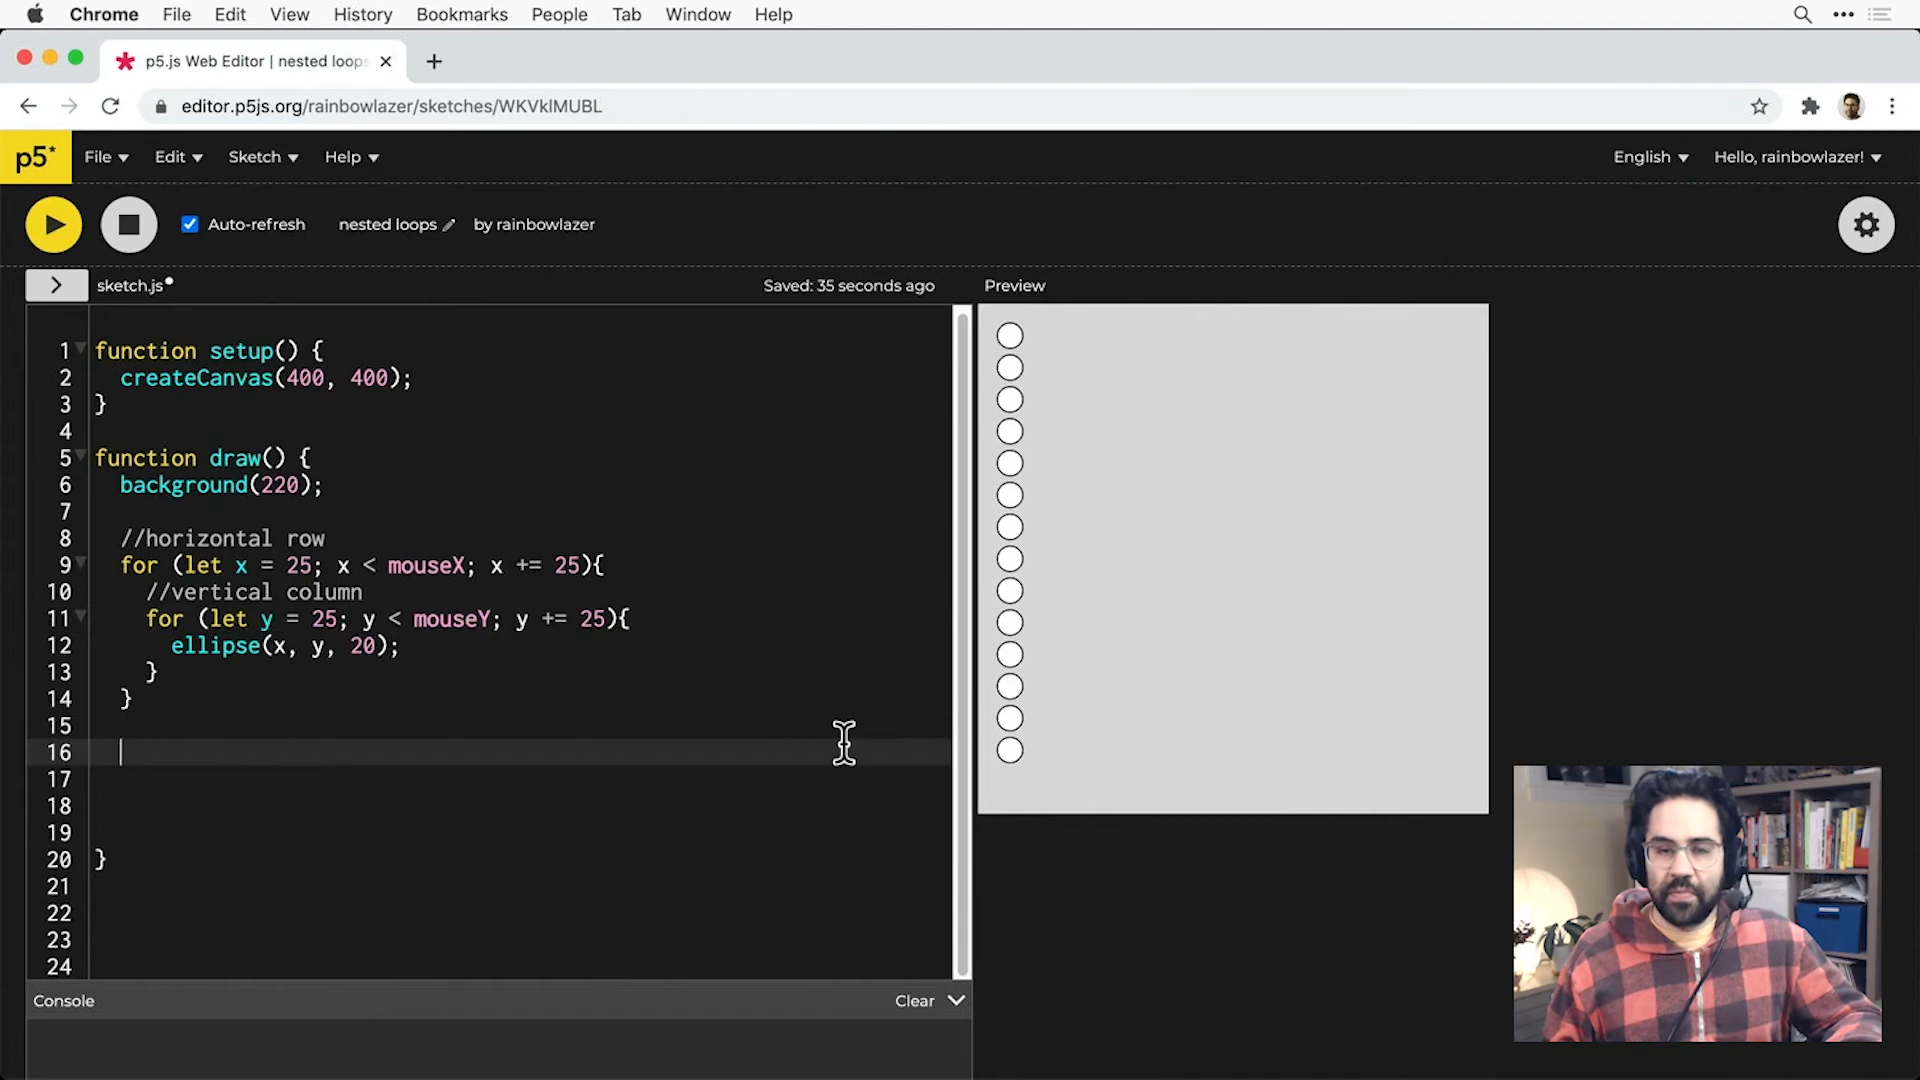 Chrome File Edit View History Bookmarks People Tab Window Help
p5.js Web Editor | nested loops
editor.p5js.org/rainbowlazer/sketches/WKVklMUBL
p5* File Edit Sketch Help English Hello, rainbowlazer!
Auto-refresh nested loops by rainbowlazer
sketch.js Saved: 35 seconds ago Preview
1 function setup() {
2 createCanvas(400, 400);
3 }
4
5 function draw() {
6 background(220);
7
8 //horizontal row
9 for (let x = 25; x < mouseX; x += 25){
10 //vertical column
11 for (let y = 25; y < mouseY; y += 25){
12 ellipse(x, y, 20);
13 }
14 }
15
16
17
18
19
20 }
21
22
23
24
Console Clear